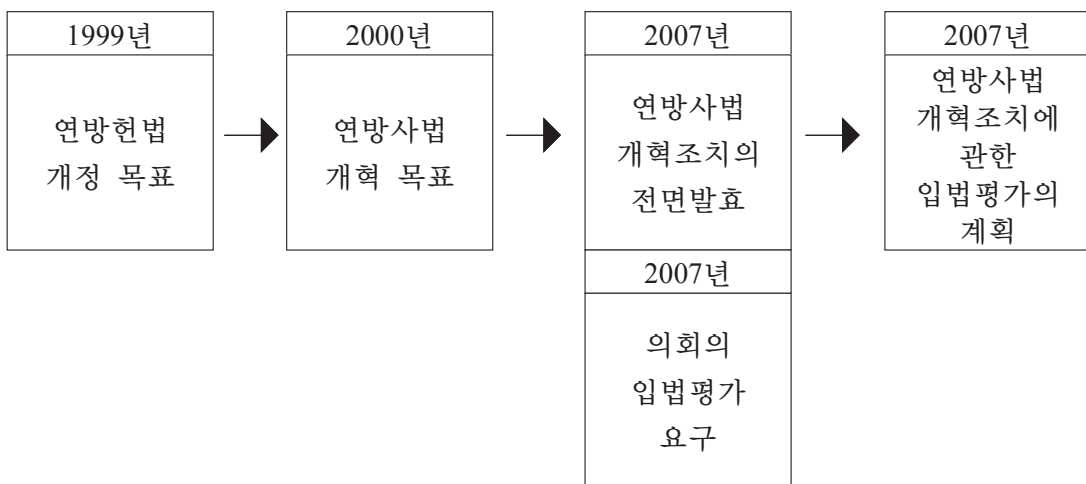 1999년
연방헌법
개정 목표
2000년
연방사법
개혁 목표
2007년
연방사법
개혁조치의
전면발효
2007년
의회의
입법평가
요구
2007년
연방사법
개혁조치에
관한
입법평가의
계획